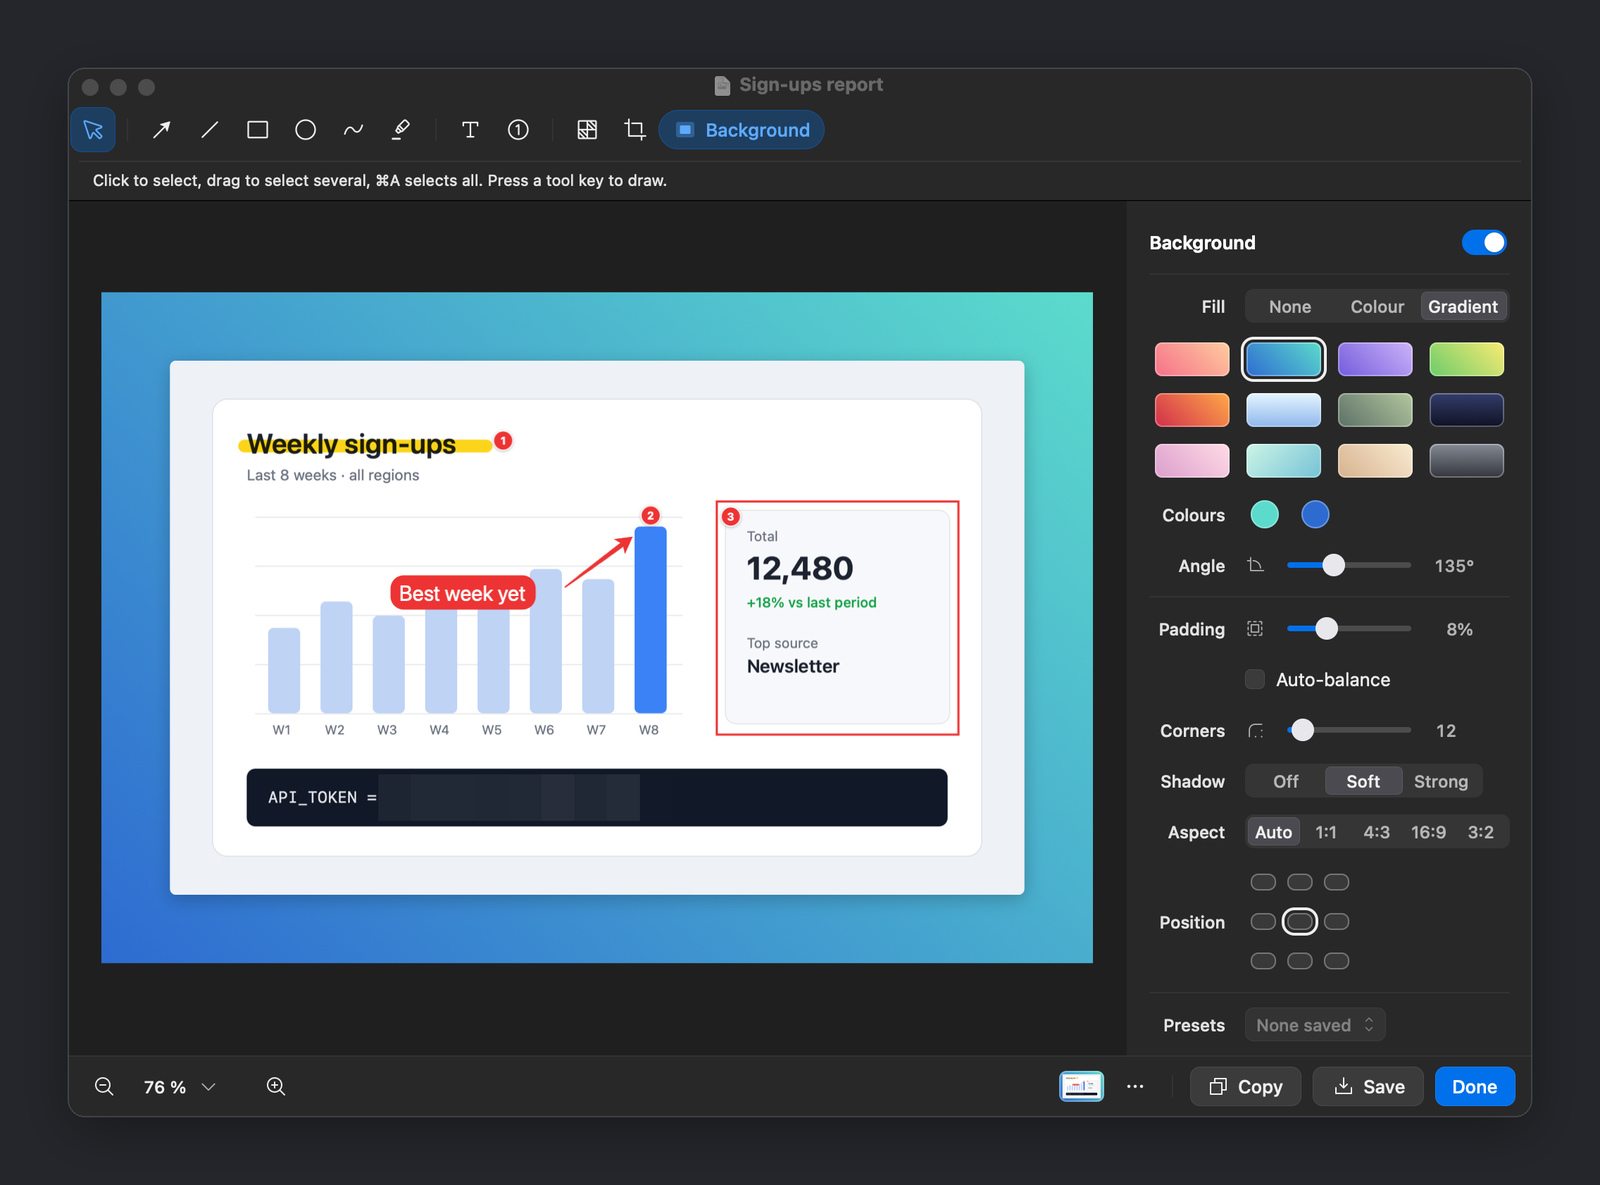 Sign-ups report
T
1
Background
Click to select, drag to select several, ⌘A selects all. Press a tool key to draw.
Weekly sign-ups
1
Last 8 weeks · all regions
2
Best week yet
W1 W2 W3 W4 W5 W6 W7 W8
3
Total
12,480
+18% vs last period
Top source
Newsletter
API_TOKEN =
Background
Fill None Colour Gradient
Colours
Angle 135°
Padding 8%
Auto-balance
Corners 12
Shadow Off Soft Strong
Aspect Auto 1:1 4:3 16:9 3:2
Position
Presets None saved
76 %
Copy
Save
Done